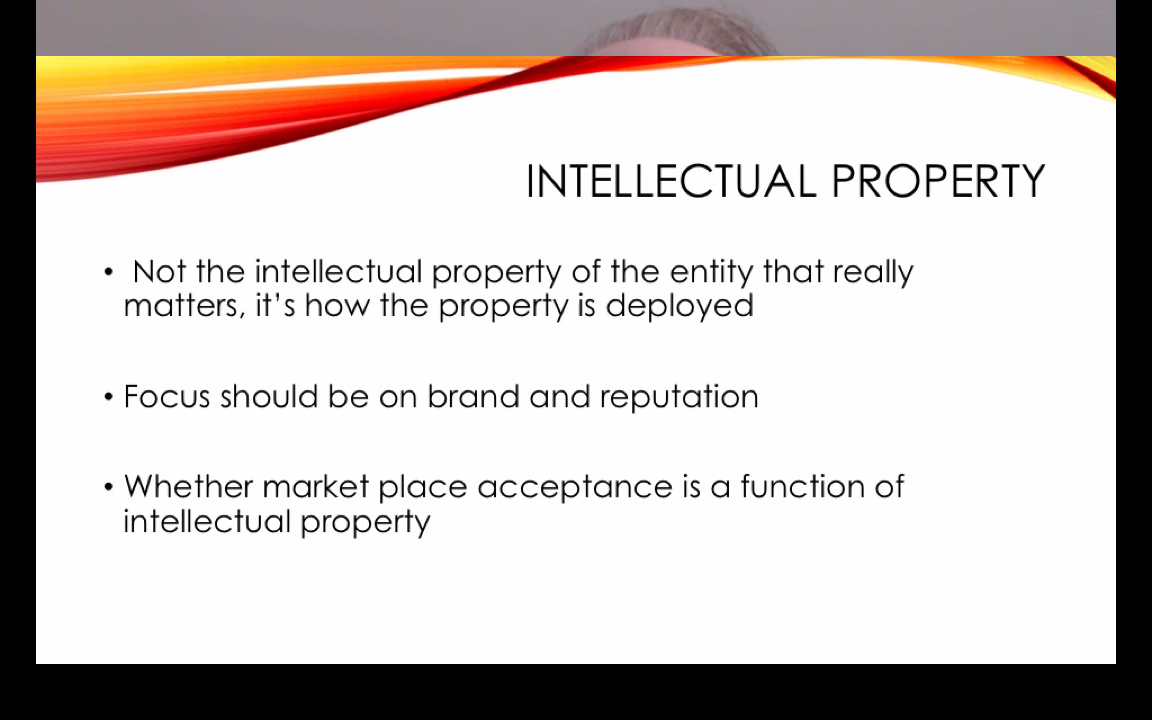 INTELLECTUAL PROPERTY
• Not the intellectual property of the entity that really
matters, it's how the property is deployed
• Focus should be on brand and reputation
• Whether market place acceptance is a function of
intellectual property